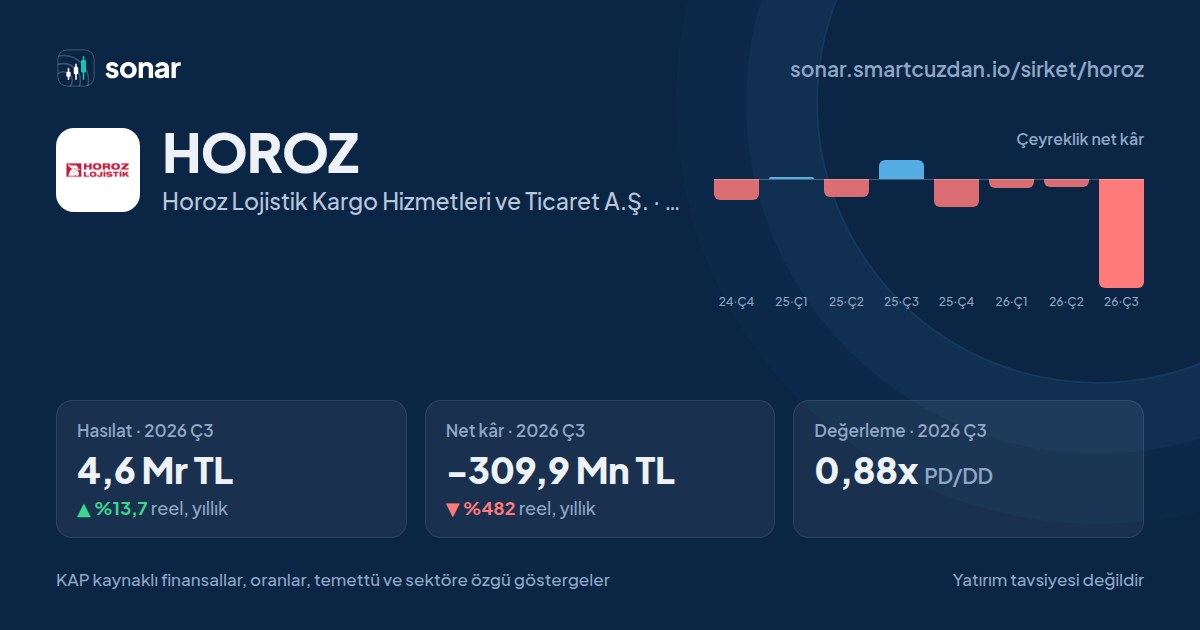 sonar
sonar.smartcuzdan.io/sirket/horoz
HOROZ
LOJİSTİK
HOROZ
Horoz Lojistik Kargo Hizmetleri ve Ticaret A.Ş. · ...
Çeyreklik net kâr
24·Ç4 25·Ç1 25·Ç2 25·Ç3 25·Ç4 26·Ç1 26·Ç2 26·Ç3
Hasılat · 2026 Ç3
4,6 Mr TL
▲ %13,7 reel, yıllık
Net kâr · 2026 Ç3
−309,9 Mn TL
▼ %482 reel, yıllık
Değerleme · 2026 Ç3
0,88x PD/DD
KAP kaynaklı finansallar, oranlar, temettü ve sektöre özgü göstergeler
Yatırım tavsiyesi değildir